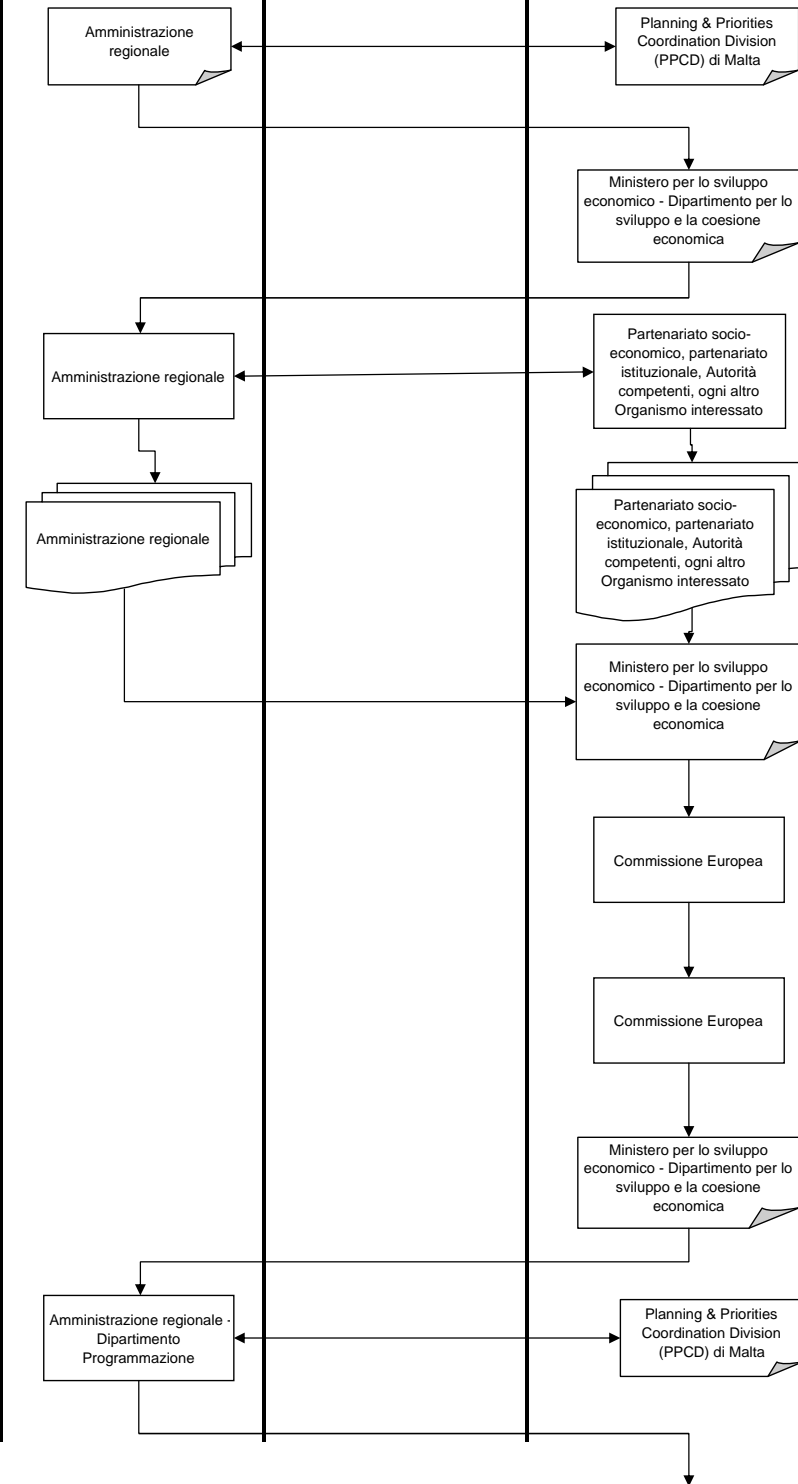 Amministrazione
regionale
Planning & Priorities
Coordination Division
(PPCD) di Malta
Ministero per lo sviluppo
economico - Dipartimento per lo
sviluppo e la coesione
economica
Amministrazione regionale
Partenariato socio-
economico, partenariato
istituzionale, Autorità
competenti, ogni altro
Organismo interessato
Amministrazione regionale
Partenariato socio-
economico, partenariato
istituzionale, Autorità
competenti, ogni altro
Organismo interessato
Ministero per lo sviluppo
economico - Dipartimento per lo
sviluppo e la coesione
economica
Commissione Europea
Commissione Europea
Ministero per lo sviluppo
economico - Dipartimento per lo
sviluppo e la coesione
economica
Amministrazione regionale -
Dipartimento
Programmazione
Planning & Priorities
Coordination Division
(PPCD) di Malta